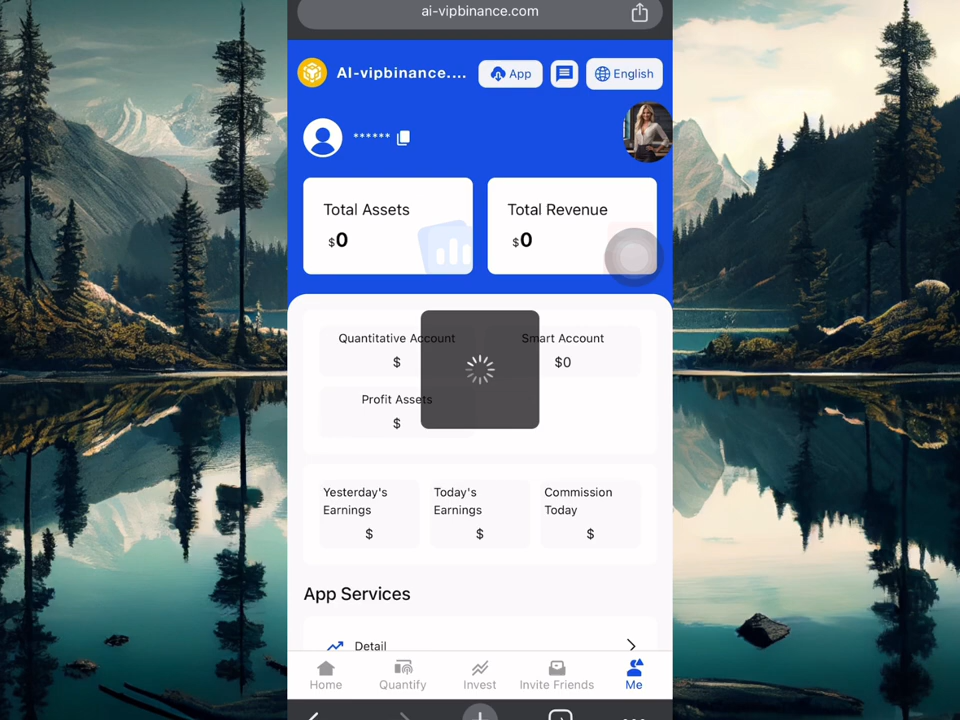 ai-vipbinance.com
AI-vipbinance.... App English
******
Total Assets Total Revenue
$0 $0
Quantitative Account Smart Account
$ $0
Profit Assets
$
Yesterday's Today's Commission
Earnings Earnings Today
$ $ $
App Services
Detail
Home Quantify Invest Invite Friends Me